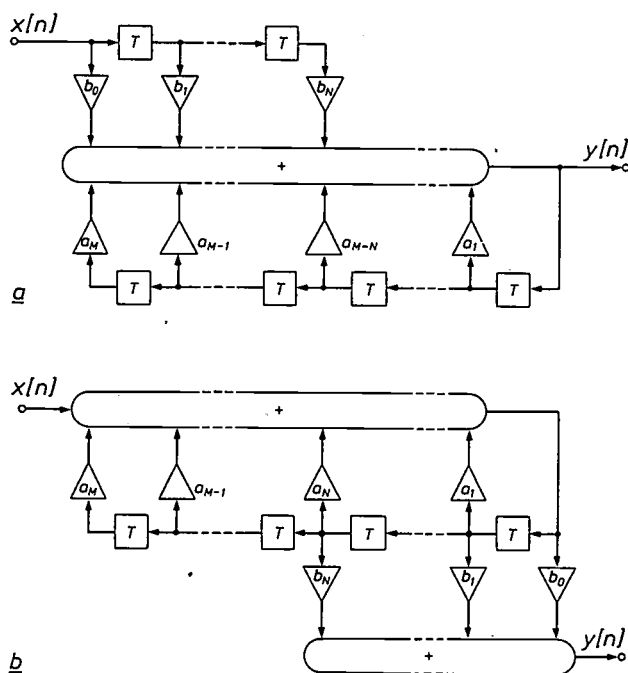 x[n]
T T
b0 b1 bN
+ y[n]
aM aM-1 aM-N a1
T T T T
a
x[n]
+
aM aM-1 aN a1
T T T T
bN b1 b0
+ y[n]
b